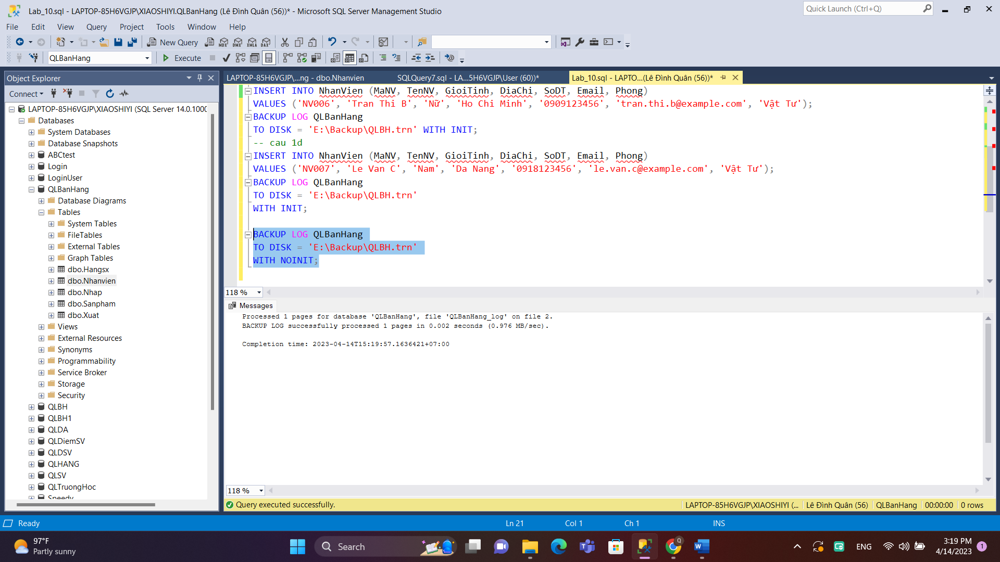 Lab_10.sql - LAPTOP-85H6VGJP\XIAOSHIYI.QLBanHang (Lê Đình Quân (56))* - Microsoft SQL Server Management Studio
Quick Launch (Ctrl+Q)
File Edit View Query Project Tools Window Help
New Query
MDX DMX XMLA DAX
QLBanHang
Execute
Object Explorer
Connect
LAPTOP-85H6VGJP\XIAOSHIYI (SQL Server 14.0.1000
Databases
System Databases
Database Snapshots
ABCtest
Login
LoginUser
QLBanHang
Database Diagrams
Tables
System Tables
FileTables
External Tables
Graph Tables
dbo.Hangsx
dbo.Nhanvien
dbo.Nhap
dbo.Sanpham
dbo.Xuat
Views
External Resources
Synonyms
Programmability
Service Broker
Storage
Security
QLBH
QLBH1
QLDA
QLDiemSV
QLDSV
QLHANG
QLSV
QLTruongHoc
Speedy
LAPTOP-85H6VGJP\...ng - dbo.Nhanvien
SQLQuery7.sql - LA...5H6VGJP\User (60))*
Lab_10.sql - LAPTO...(Lê Đình Quân (56))*
INSERT INTO NhanVien (MaNV, TenNV, GioiTinh, DiaChi, SoDT, Email, Phong)
VALUES ('NV006', 'Tran Thi B', 'Nữ', 'Ho Chi Minh', '0909123456', 'tran.thi.b@example.com', 'Vật Tư');
BACKUP LOG QLBanHang
TO DISK = 'E:\Backup\QLBH.trn' WITH INIT;
-- cau 1d
INSERT INTO NhanVien (MaNV, TenNV, GioiTinh, DiaChi, SoDT, Email, Phong)
VALUES ('NV007', 'Le Van C', 'Nam', 'Da Nang', '0918123456', 'le.van.c@example.com', 'Vật Tư');
BACKUP LOG QLBanHang
TO DISK = 'E:\Backup\QLBH.trn'
WITH INIT;
BACKUP LOG QLBanHang
TO DISK = 'E:\Backup\QLBH.trn'
WITH NOINIT;
118 %
Messages
Processed 1 pages for database 'QLBanHang', file 'QLBanHang_log' on file 2.
BACKUP LOG successfully processed 1 pages in 0.002 seconds (0.976 MB/sec).
Completion time: 2023-04-14T15:19:57.1636421+07:00
118 %
Query executed successfully.
LAPTOP-85H6VGJP\XIAOSHIYI (... Lê Đình Quân (56) QLBanHang 00:00:00 0 rows
Ready
Ln 21 Col 1 Ch 1 INS
97°F
Partly sunny
Search
ENG
3:19 PM
4/14/2023
1